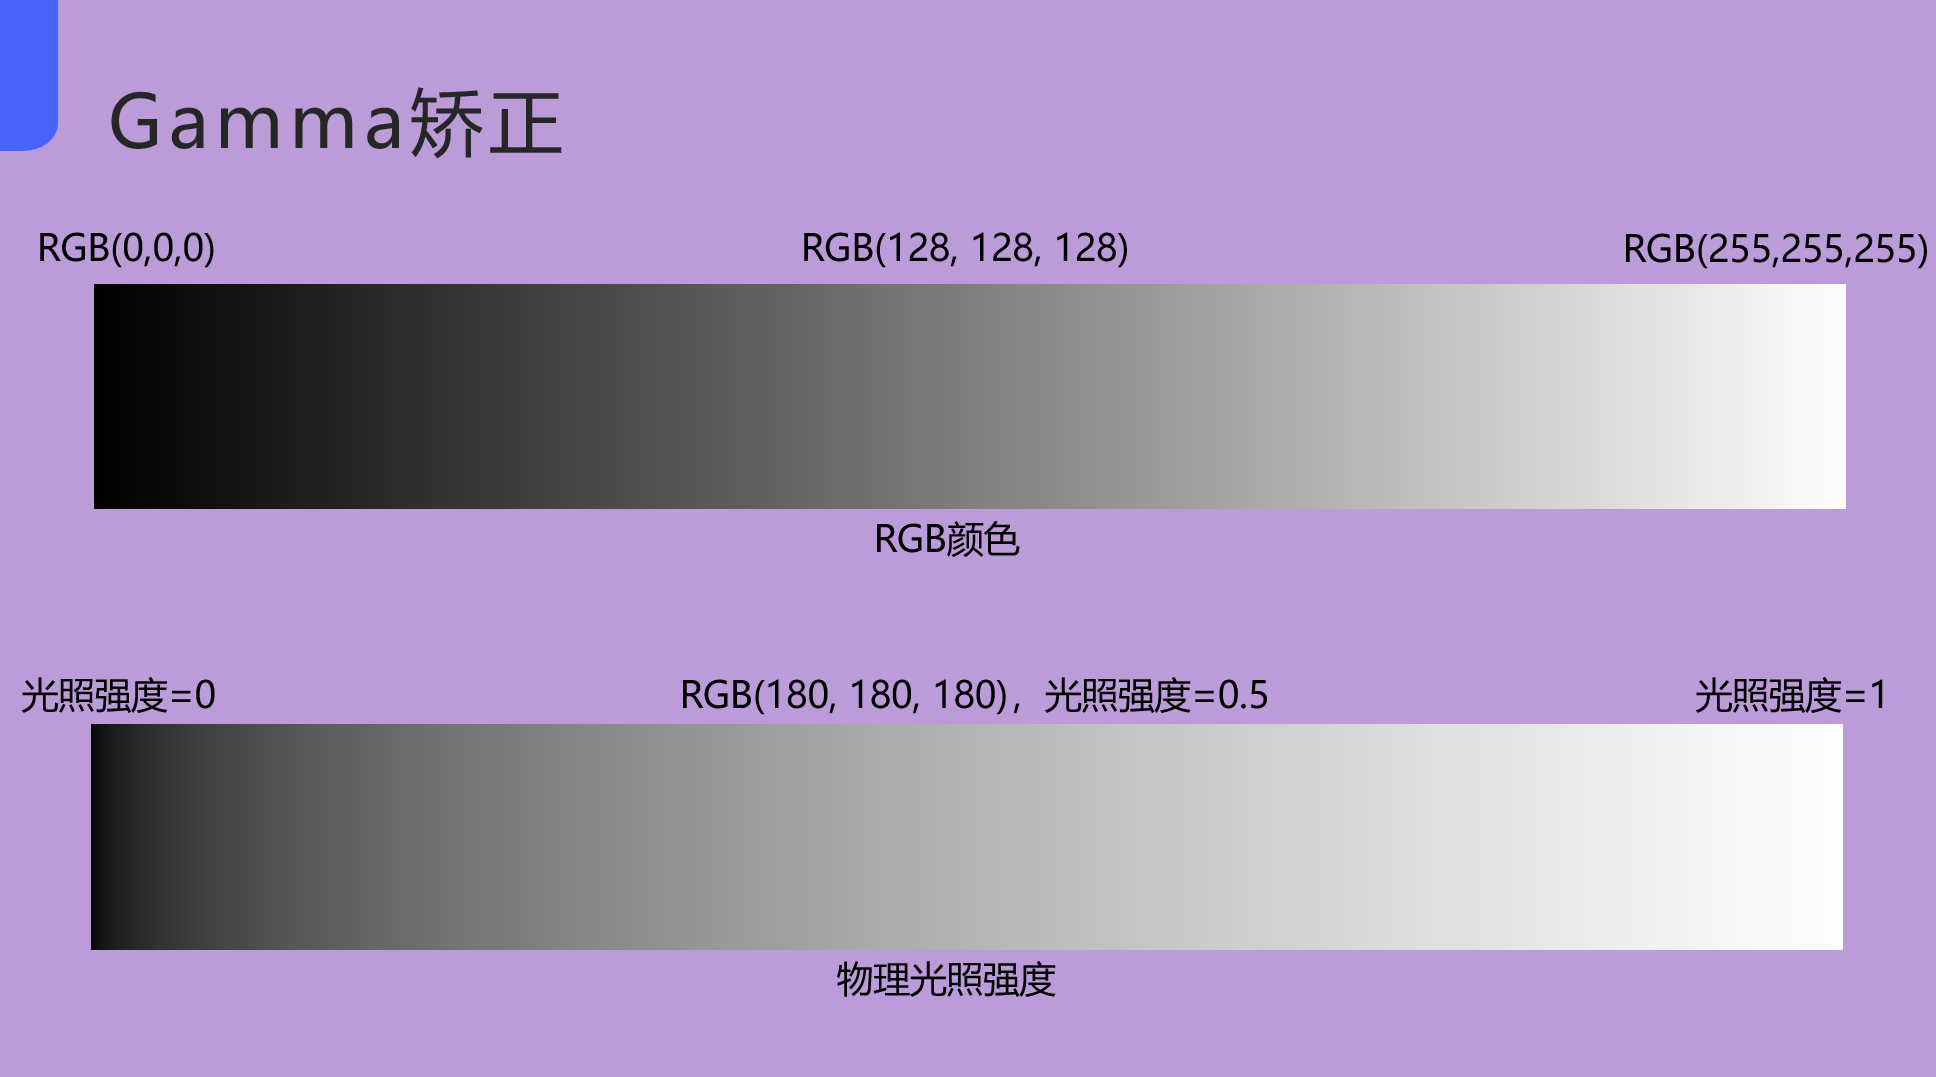 Gamma矫正
RGB(0,0,0)
RGB(128, 128, 128)
RGB(255,255,255)
RGB颜色
光照强度=0
RGB(180, 180, 180)，光照强度=0.5
光照强度=1
物理光照强度